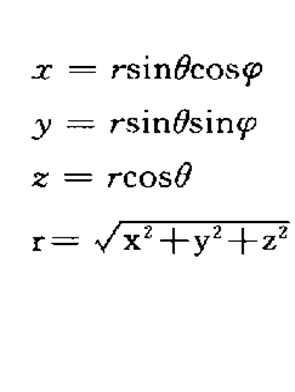 x = rsinθcosφ
y = rsinθsinφ
z = rcosθ
r = √x²+y²+z²